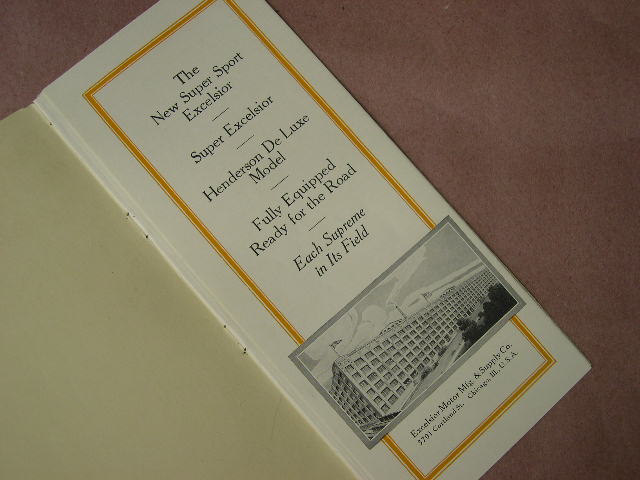 The
New Super Sport
Excelsior
Super Excelsior
Henderson De Luxe
Model
Fully Equipped
Ready for the Road
Each Supreme
in Its Field
Excelsior Motor Mfg. & Supply Co.
3701 Cortland St. Chicago, Ill., U.S.A.